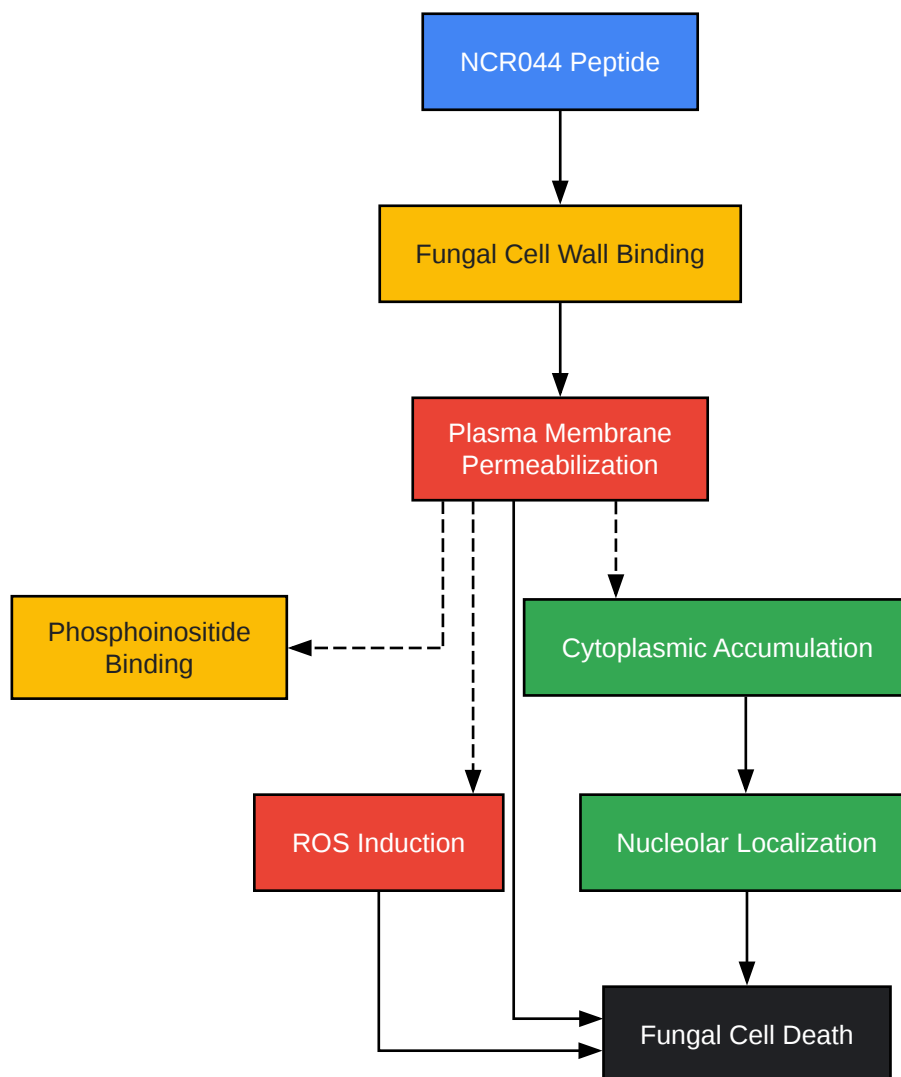 NCR044 Peptide
Fungal Cell Wall Binding
Plasma Membrane
Permeabilization
Phosphoinositide
Binding
Cytoplasmic Accumulation
ROS Induction
Nucleolar Localization
Fungal Cell Death